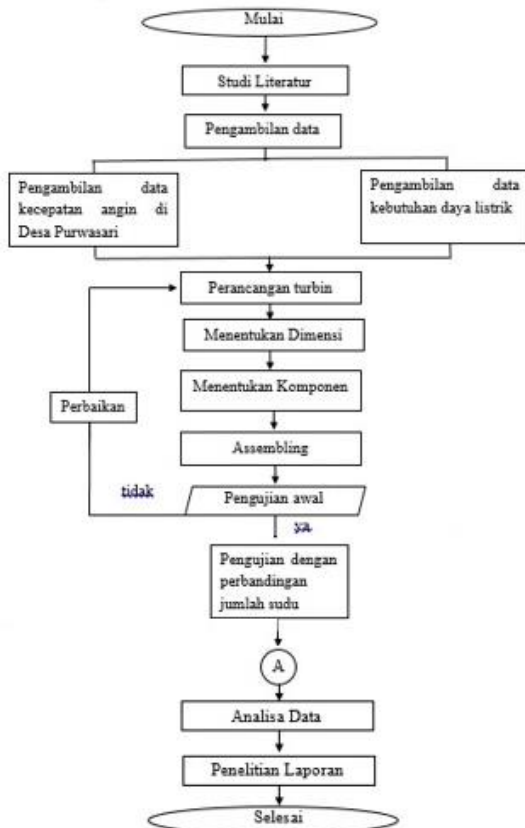 Mulai
Studi Literatur
Pengambilan data
Pengambilan data
kecepatan angin di
Desa Purwasari
Pengambilan data
kebutuhan daya listrik
Perancangan turbin
Menentukan Dimensi
Menentukan Komponen
Perbaikan
Assembling
tidak
Pengujian awal
ya
Pengujian dengan
perbandingan
jumlah sudu
A
Analisa Data
Penelitian Laporan
Selesai